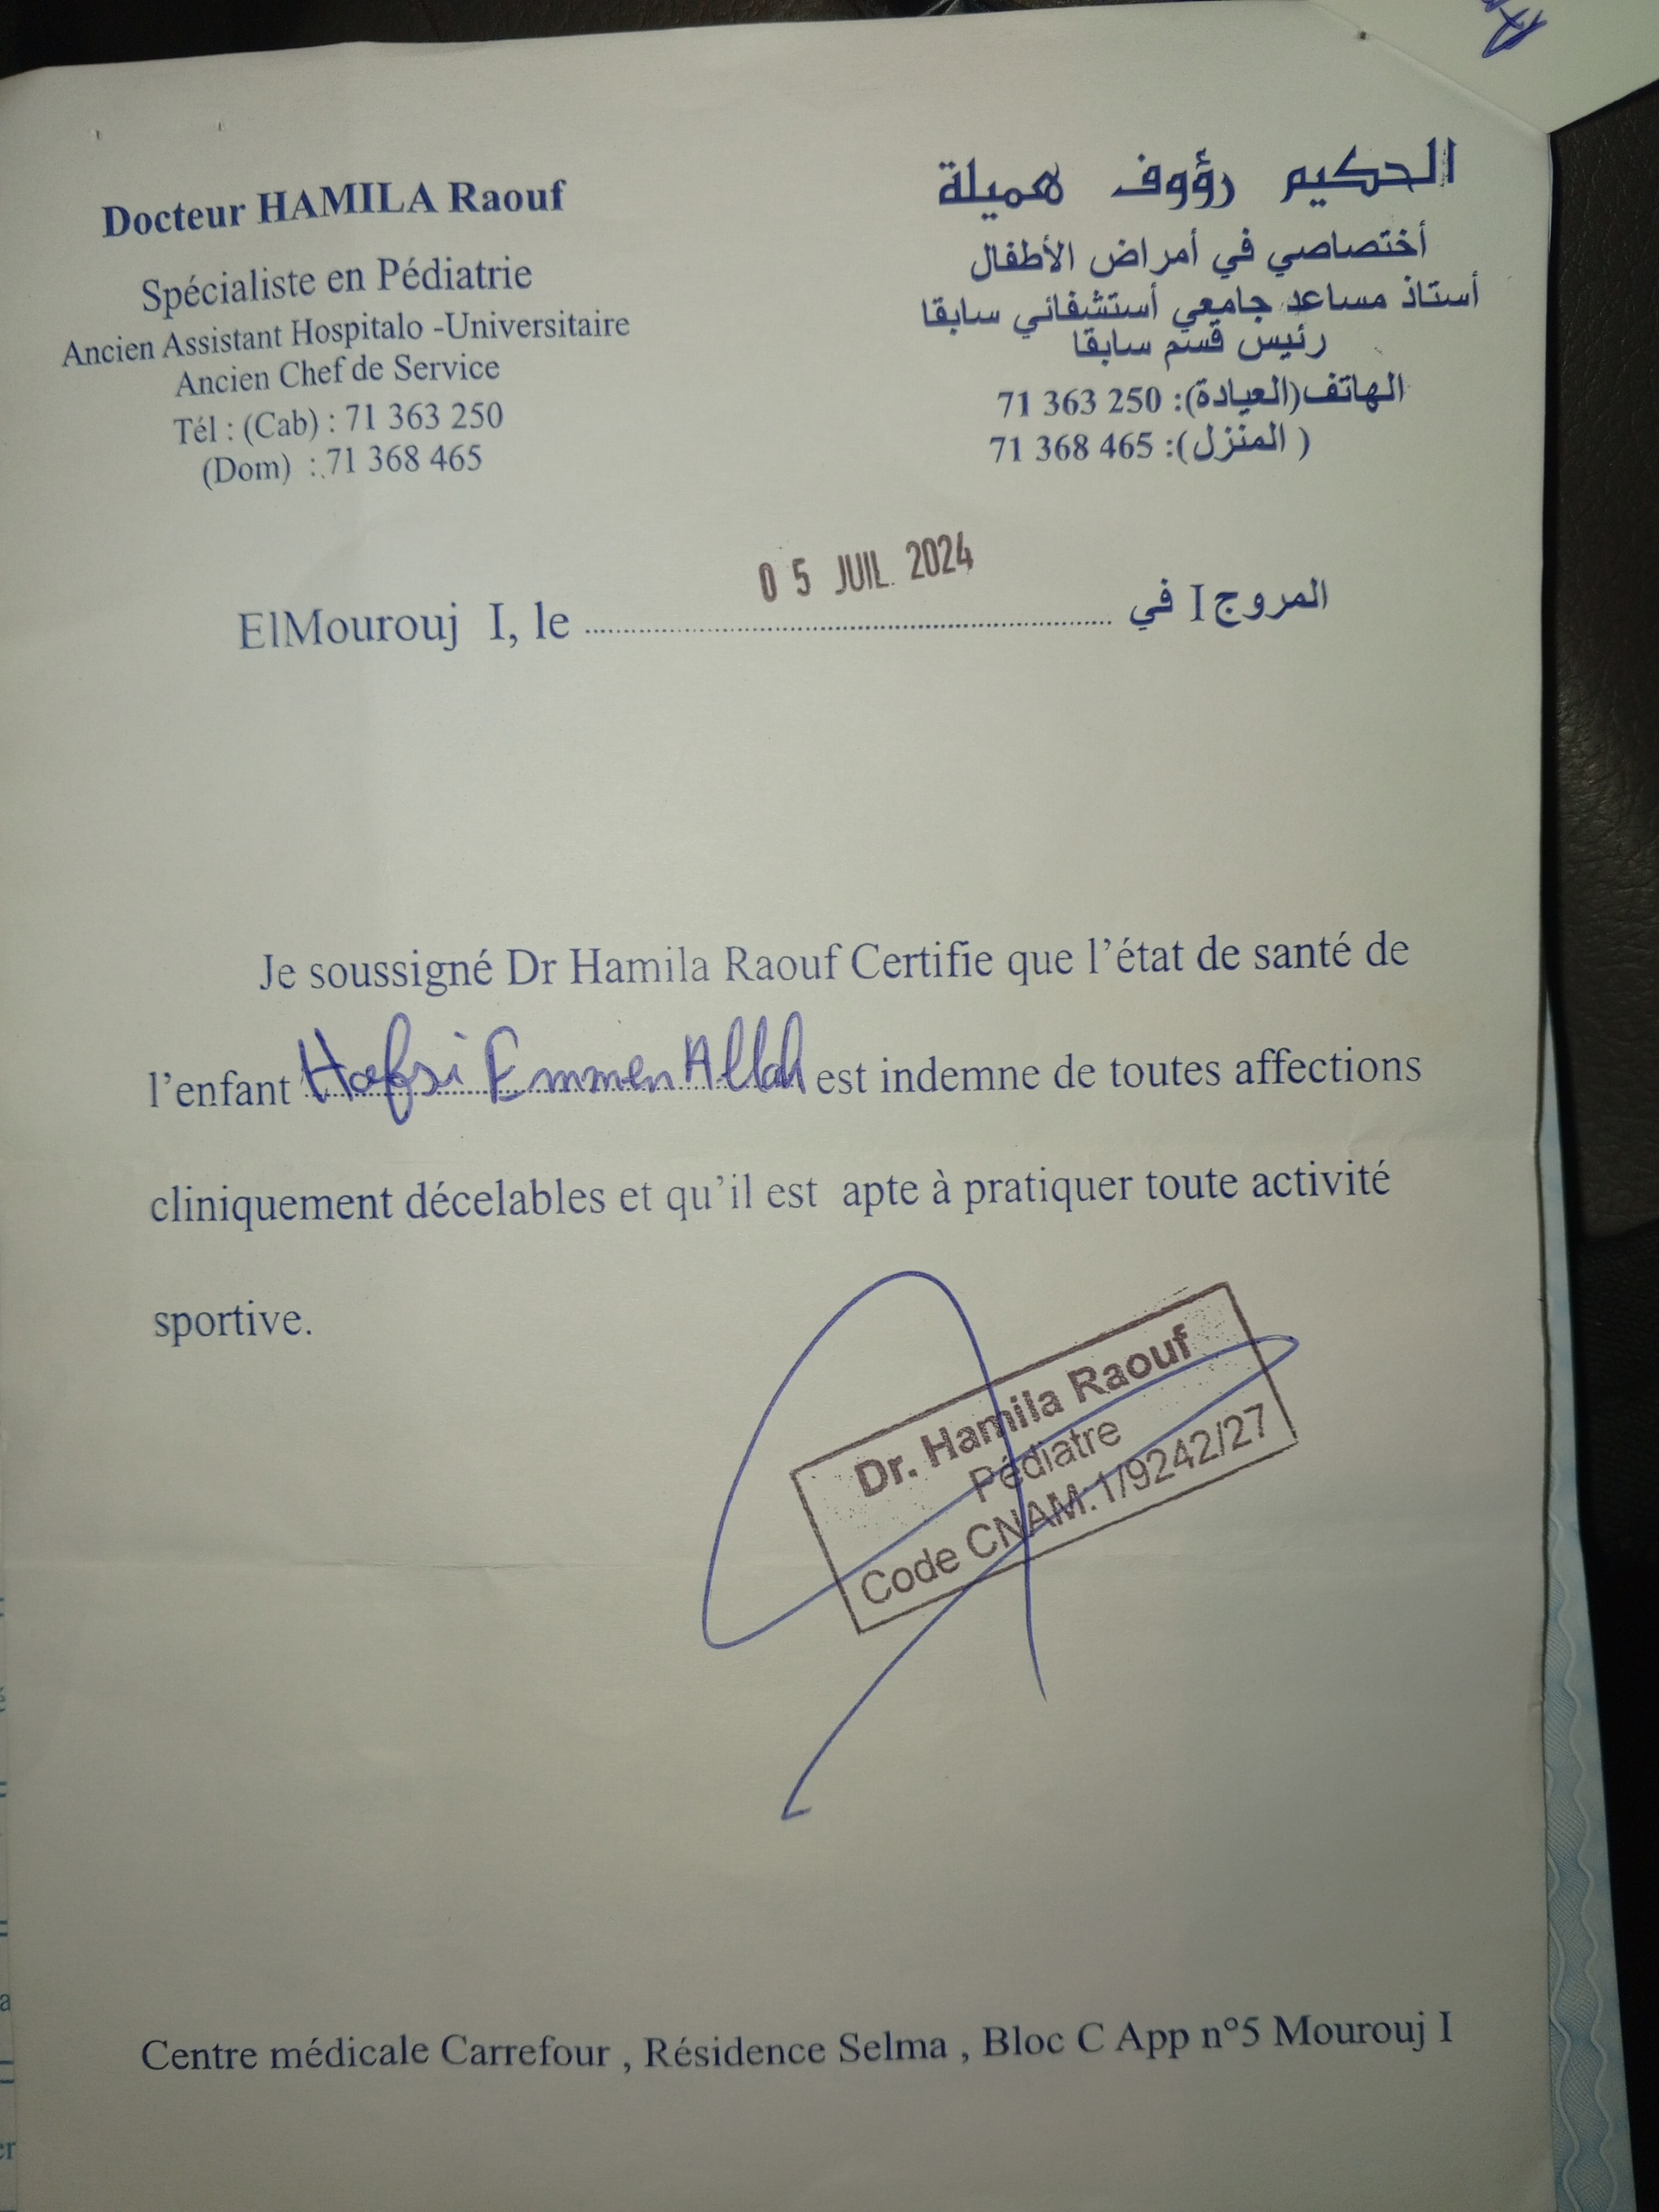 Docteur HAMILA Raouf
Spécialiste en Pédiatrie
Ancien Assistant Hospitalo -Universitaire
Ancien Chef de Service
Tél : (Cab) : 71 363 250
(Dom) : 71 368 465
الحكيم رؤوف هميلة
أختصاصي في أمراض الأطفال
أستاذ مساعد جامعي أستشفائي سابقا
رئيس قسم سابقا
الهاتف(العيادة): 250 363 71
( المنزل): 465 368 71
05 JUIL. 2024
ElMourouj I, le ........ المروج I في
Je soussigné Dr Hamila Raouf Certifie que l'état de santé de
l'enfant Hafsi Emmen Allah est indemne de toutes affections
cliniquement décelables et qu'il est apte à pratiquer toute activité
sportive.
Dr. Hamila Raouf
Pédiatre
Code CNAM:1/9242/27
Centre médicale Carrefour , Résidence Selma , Bloc C App n°5 Mourouj I